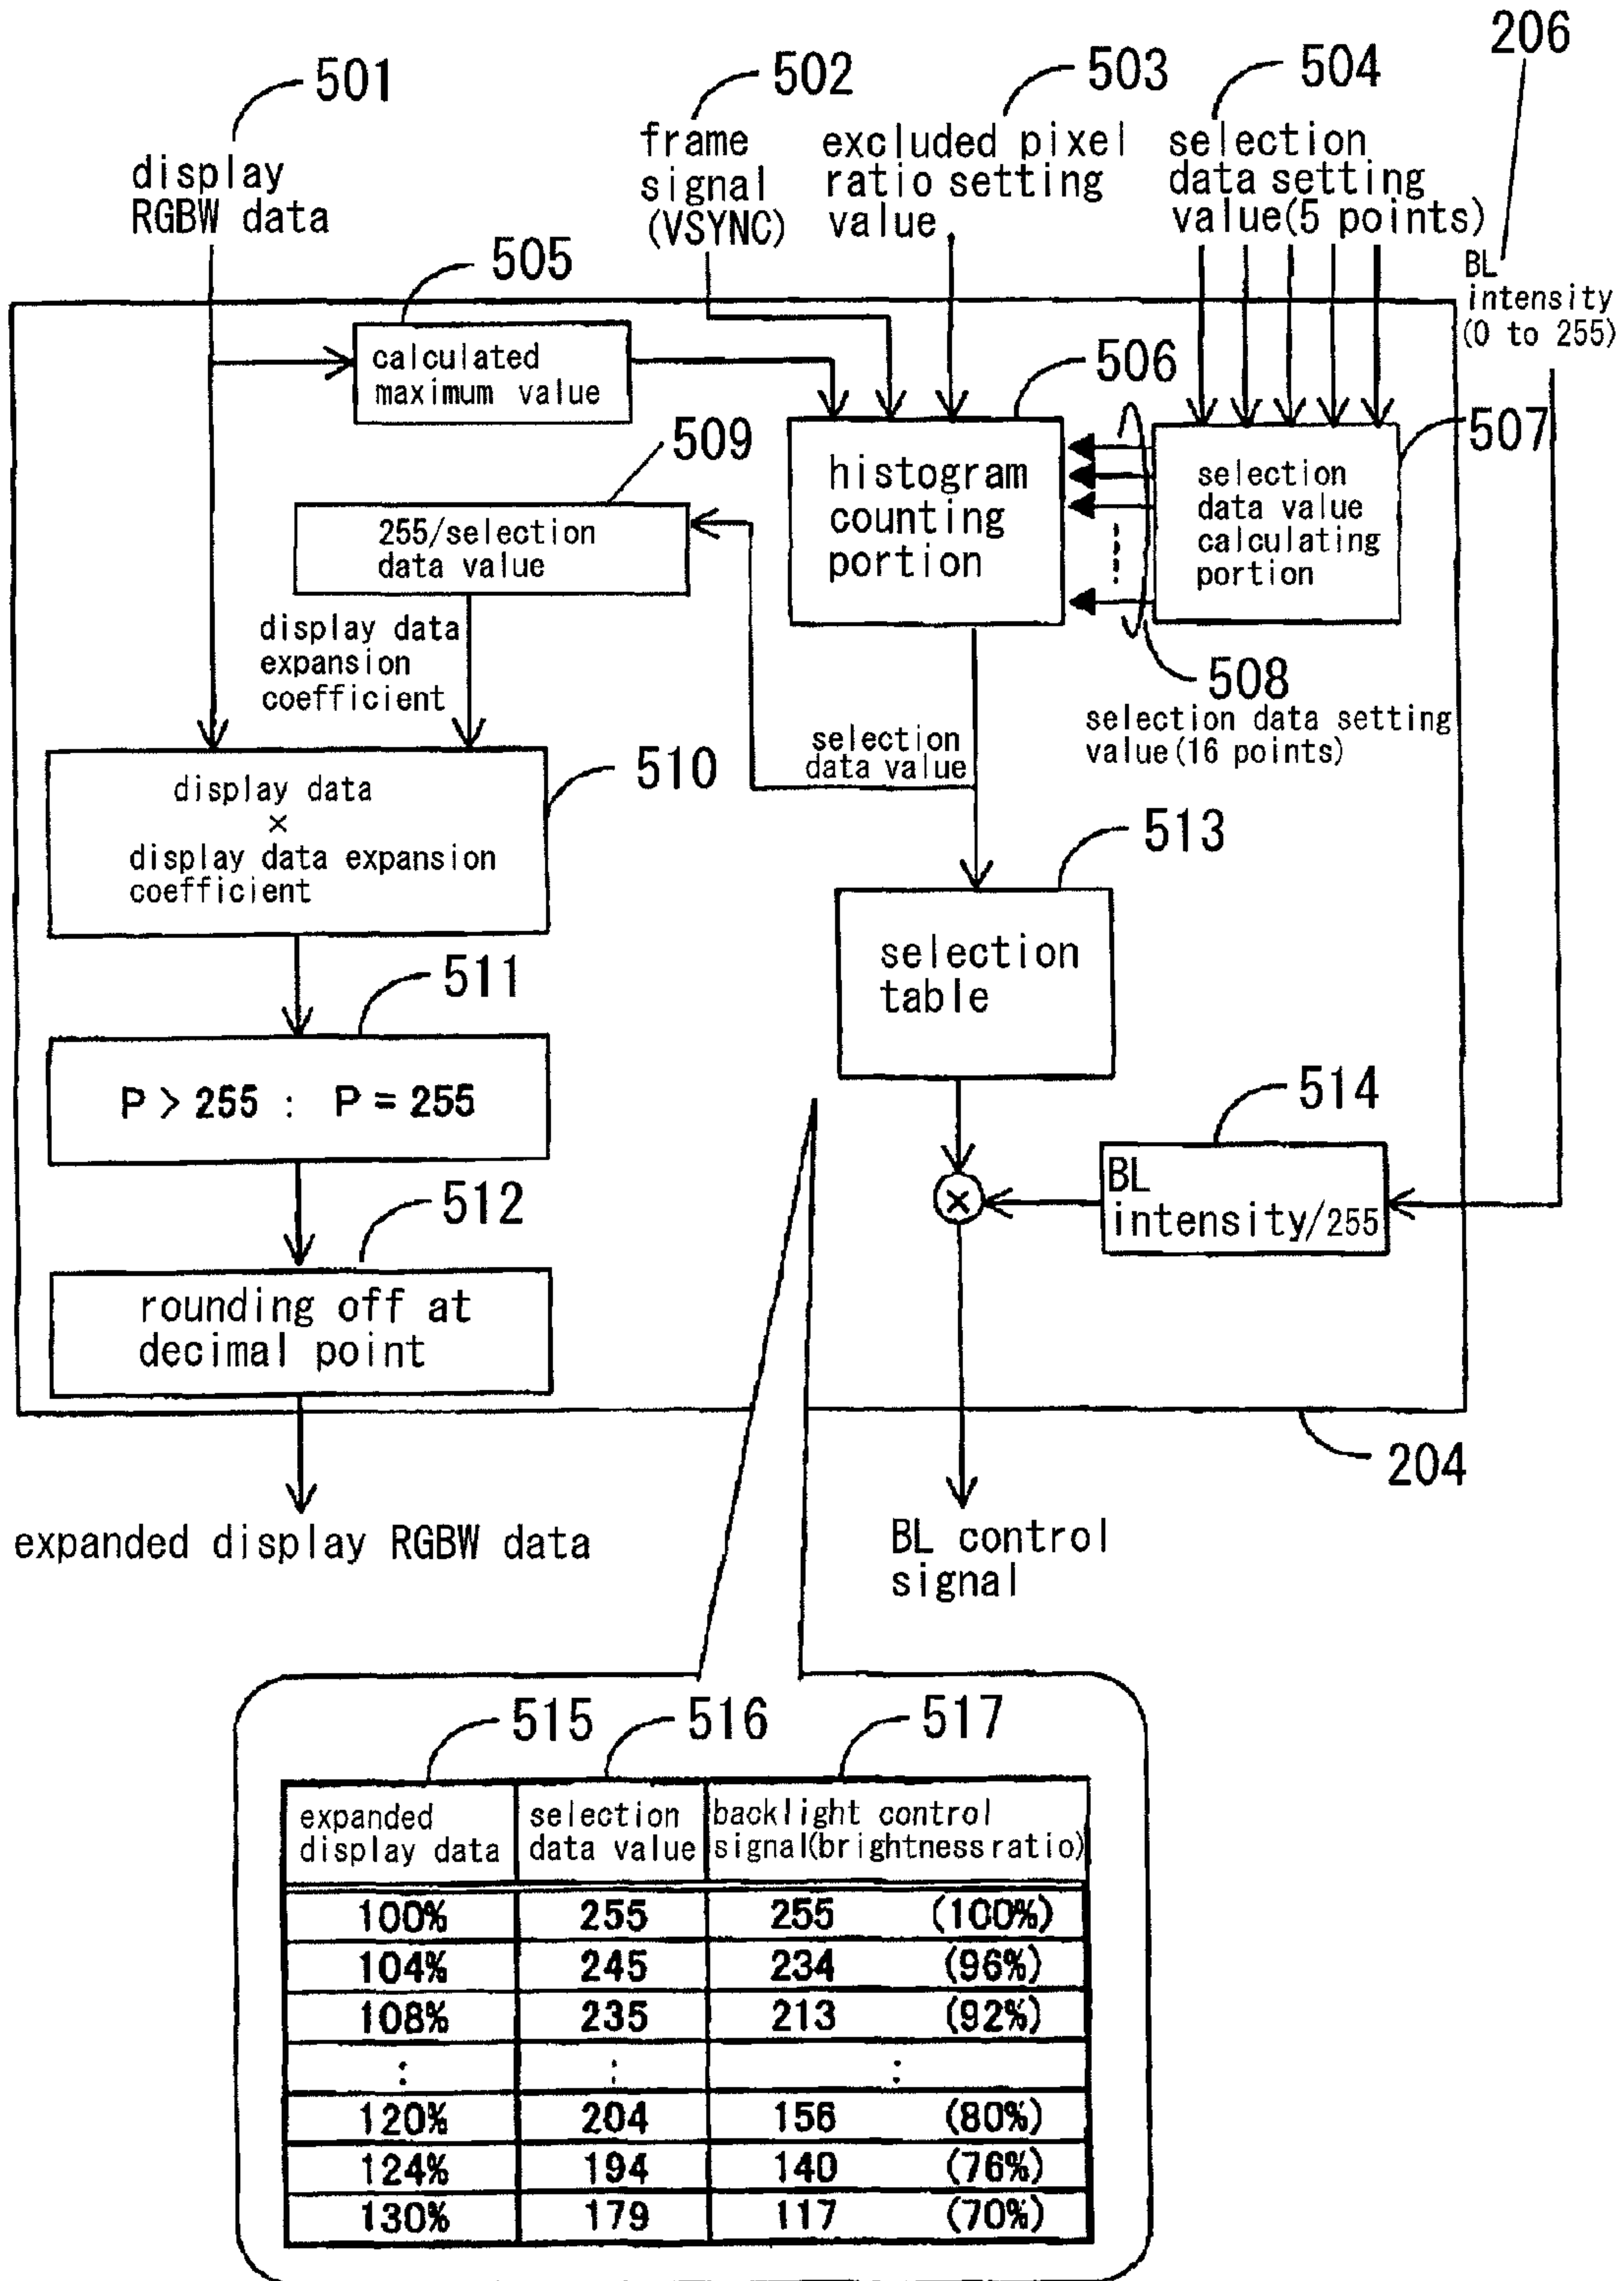 206
501
502
503
504
display
RGBW data
frame
signal
(VSYNC)
excluded pixel
ratio setting
value
selection
data setting
value(5 points)
BL
intensity
(0 to 255)
505
calculated
maximum value
506
507
509
histogram
counting
portion
selection
data value
calculating
portion
255/selection
data value
display data
expansion
coefficient
508
selection data setting
value(16 points)
selection
data value
510
display data
×
display data expansion
coefficient
513
selection
table
511
P > 255 : P = 255
514
BL
intensity/255
×
512
rounding off at
decimal point
204
expanded display RGBW data
BL control
signal
515 516 517
expanded
display data
selection
data value
backlight control
signal(brightness ratio)
100% 255 255 (100%)
104% 245 234 (96%)
108% 235 213 (92%)
: : :
120% 204 156 (80%)
124% 194 140 (76%)
130% 179 117 (70%)